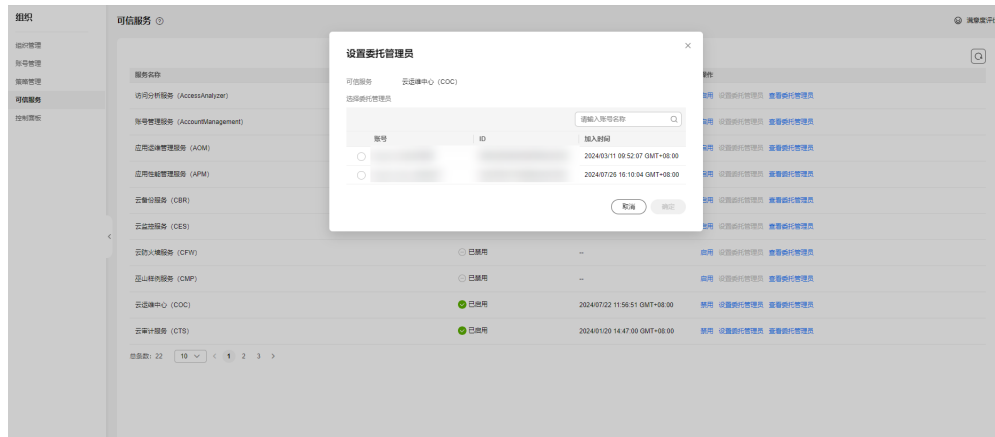 组织
可信服务
满意度评
组织管理
账号管理
策略管理
可信服务
控制面板
设置委托管理员
可信服务 云运维中心（COC）
选择委托管理员
请输入账号名称
账号 ID 加入时间
2024/03/11 09:52:07 GMT+08:00
2024/07/26 16:10:04 GMT+08:00
取消 确定
服务名称
访问分析服务（AccessAnalyzer） 设置委托管理员 查看委托管理员
账号管理服务（AccountManagement） 设置委托管理员 查看委托管理员
应用运维管理服务（AOM） 设置委托管理员 查看委托管理员
应用性能管理服务（APM） 设置委托管理员 查看委托管理员
云备份服务（CBR） 设置委托管理员 查看委托管理员
云监控服务（CES） 设置委托管理员 查看委托管理员
云防火墙服务（CFW） 已禁用 -- 启用 设置委托管理员 查看委托管理员
巫山样例服务（CMP） 已禁用 -- 启用 设置委托管理员 查看委托管理员
云运维中心（COC） 已启用 2024/07/22 11:56:51 GMT+08:00 禁用 设置委托管理员 查看委托管理员
云审计服务（CTS） 已启用 2024/01/20 14:47:00 GMT+08:00 禁用 设置委托管理员 查看委托管理员
总条数: 22 10 < 1 2 3 >